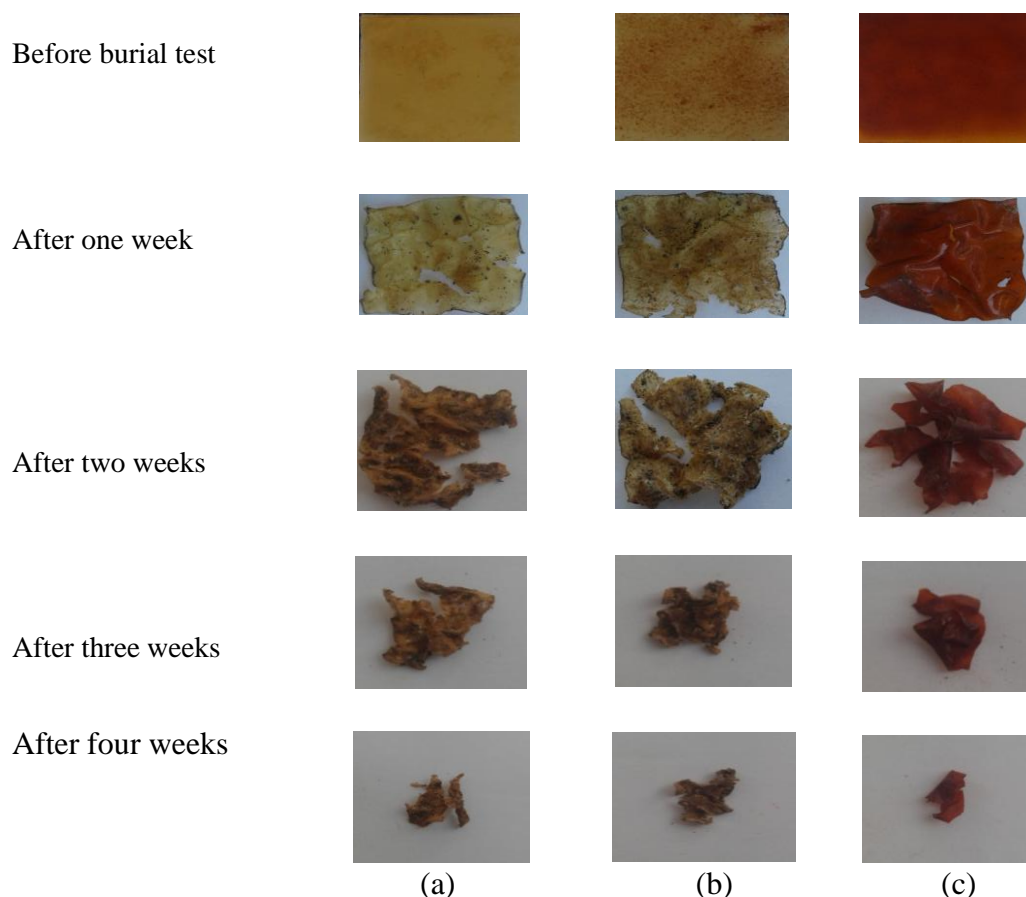 Before burial test
After one week
After two weeks
After three weeks
After four weeks
(a) (b) (c)